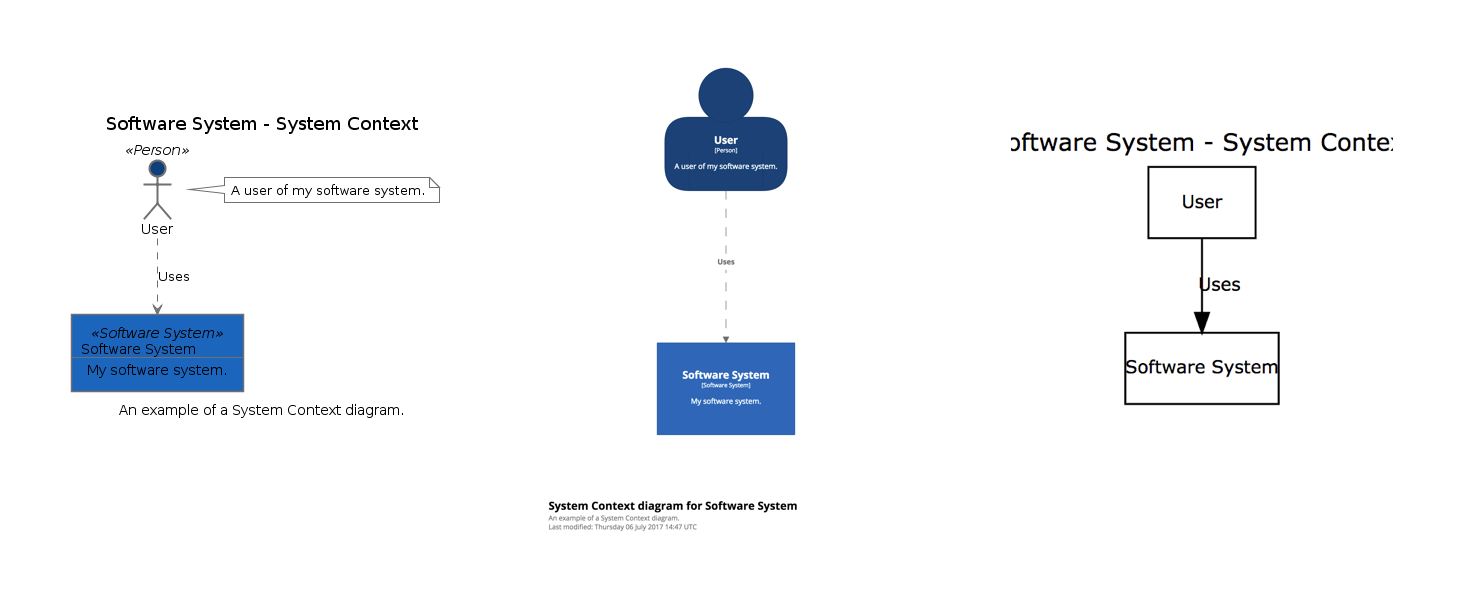 Software System - System Context
«Person»
A user of my software system.
User
Uses
«Software System»
Software System
My software system.
An example of a System Context diagram.
User
[Person]
A user of my software system.
Uses
Software System
[Software System]
My software system.
System Context diagram for Software System
An example of a System Context diagram.
Last modified: Thursday 06 July 2017 14:47 UTC
oftware System - System Contex
User
Uses
Software System